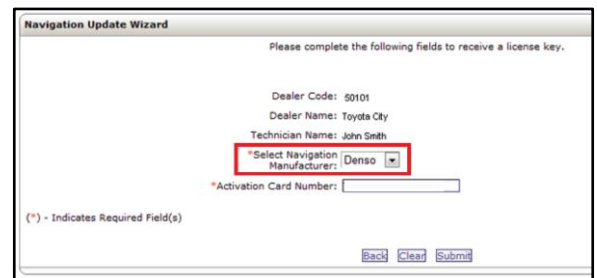 Navigation Update Wizard
Please complete the following fields to receive a license key.
Dealer Code: 50101
Dealer Name: Toyota City
Technician Name: John Smith
*Select Navigation
Manufacturer: Denso
*Activation Card Number:
(*) - Indicates Required Field(s)
Back Clear Submit